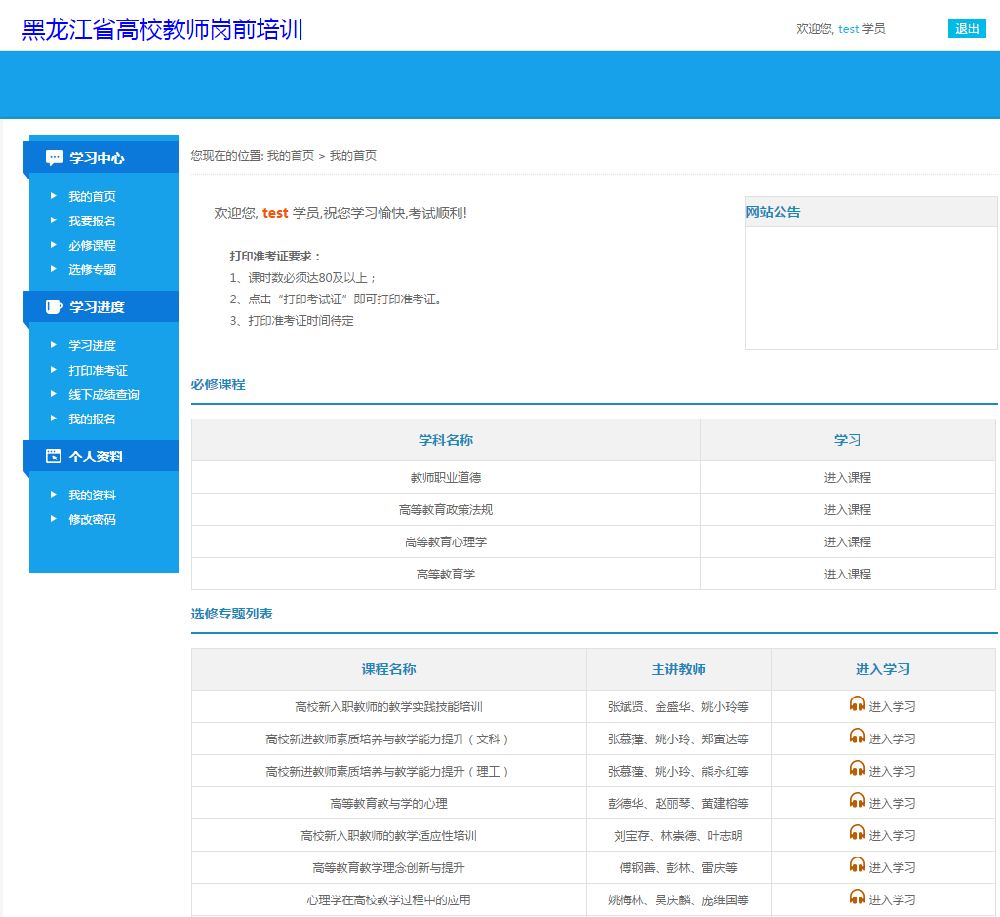 黑龙江省高校教师岗前培训
欢迎您, test 学员
退出
学习中心
我的首页
我要报名
必修课程
选修专题
学习进度
学习进度
打印准考证
线下成绩查询
我的报名
个人资料
我的资料
修改密码
您现在的位置: 我的首页 > 我的首页
欢迎您, test 学员,祝您学习愉快,考试顺利!
打印准考证要求：
1、课时数必须达80及以上；
2、点击“打印考试证”即可打印准考证。
3、打印准考证时间待定
网站公告
必修课程
学科名称 学习
教师职业道德 进入课程
高等教育政策法规 进入课程
高等教育心理学 进入课程
高等教育学 进入课程
选修专题列表
课程名称 主讲教师 进入学习
高校新入职教师的教学实践技能培训 张斌贤、金盛华、姚小玲等 进入学习
高校新进教师素质培养与教学能力提升（文科） 张慕葏、姚小玲、郑寅达等 进入学习
高校新进教师素质培养与教学能力提升（理工） 张慕葏、姚小玲、熊永红等 进入学习
高等教育教与学的心理 彭德华、赵丽琴、黄建榕等 进入学习
高校新入职教师的教学适应性培训 刘宝存、林崇德、叶志明 进入学习
高等教育教学理念创新与提升 傅钢善、彭林、雷庆等 进入学习
心理学在高校教学过程中的应用 姚梅林、吴庆麟、庞维国等 进入学习